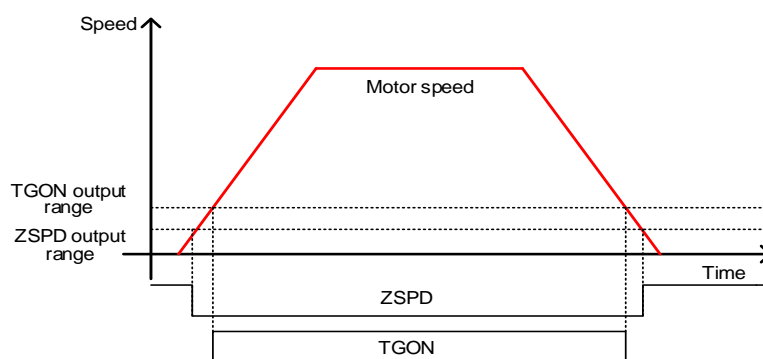 Speed
Motor speed
TGON output
range
ZSPD output
range
Time
ZSPD
TGON